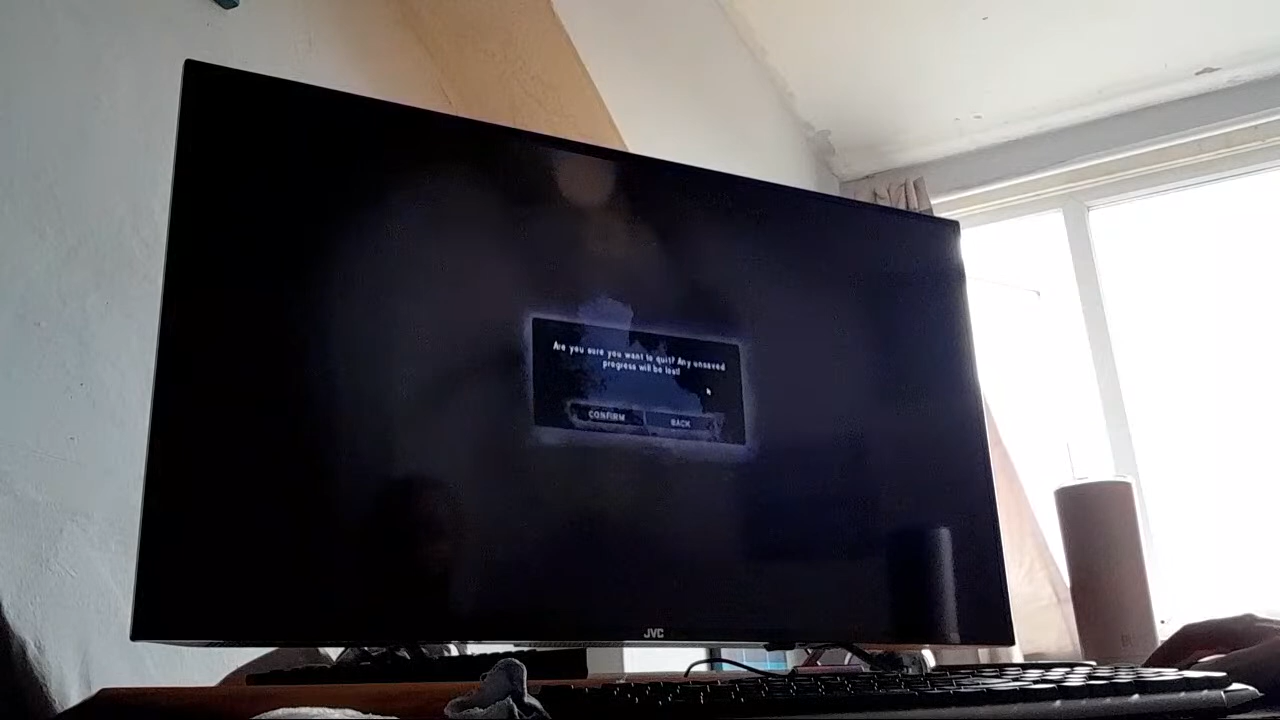 Are you sure you want to quit? Any unsaved
progress will be lost!
CONFIRM
BACK
JVC